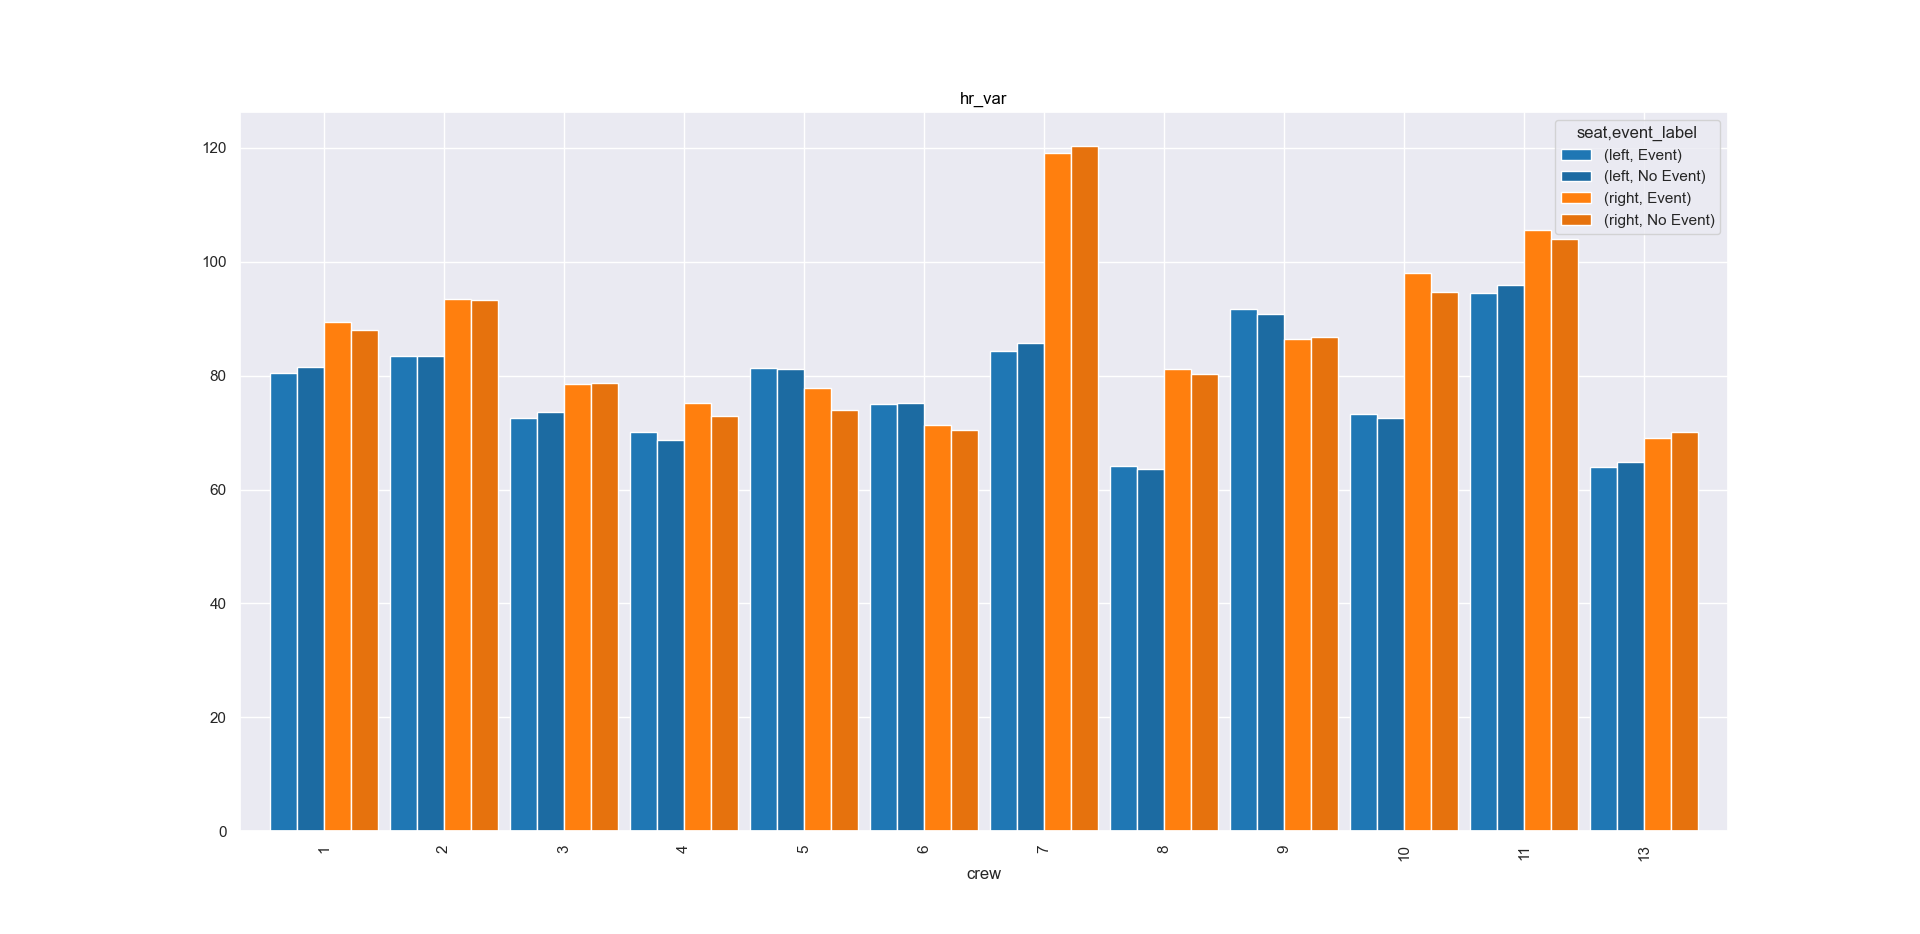 hr_var
seat,event_label
(left, Event)
(left, No Event)
(right, Event)
(right, No Event)
120
100
80
60
40
20
0
1
2
3
4
5
6
7
8
9
10
11
13
crew